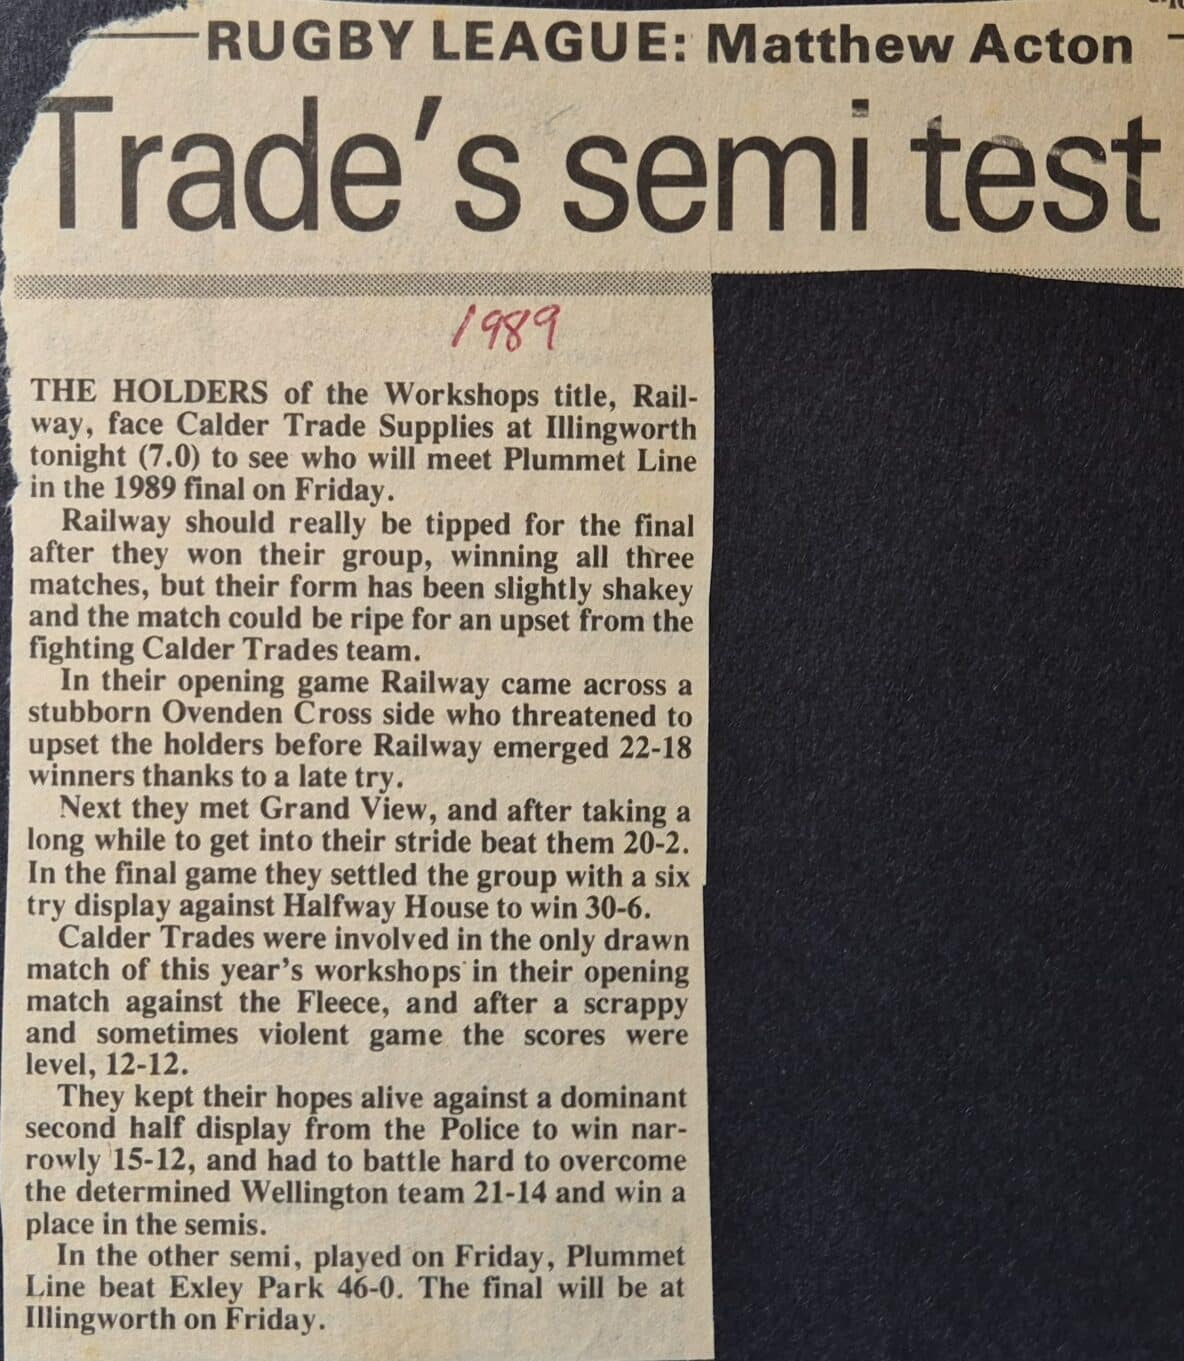 RUGBY LEAGUE: Matthew Acton
Trade's semi test
1989
THE HOLDERS of the Workshops title, Rail-
way, face Calder Trade Supplies at Illingworth
tonight (7.0) to see who will meet Plummet Line
in the 1989 final on Friday.
Railway should really be tipped for the final
after they won their group, winning all three
matches, but their form has been slightly shakey
and the match could be ripe for an upset from the
fighting Calder Trades team.
In their opening game Railway came across a
stubborn Ovenden Cross side who threatened to
upset the holders before Railway emerged 22-18
winners thanks to a late try.
Next they met Grand View, and after taking a
long while to get into their stride beat them 20-2.
In the final game they settled the group with a six
try display against Halfway House to win 30-6.
Calder Trades were involved in the only drawn
match of this year's workshops in their opening
match against the Fleece, and after a scrappy
and sometimes violent game the scores were
level, 12-12.
They kept their hopes alive against a dominant
second half display from the Police to win nar-
rowly 15-12, and had to battle hard to overcome
the determined Wellington team 21-14 and win a
place in the semis.
In the other semi, played on Friday, Plummet
Line beat Exley Park 46-0. The final will be at
Illingworth on Friday.